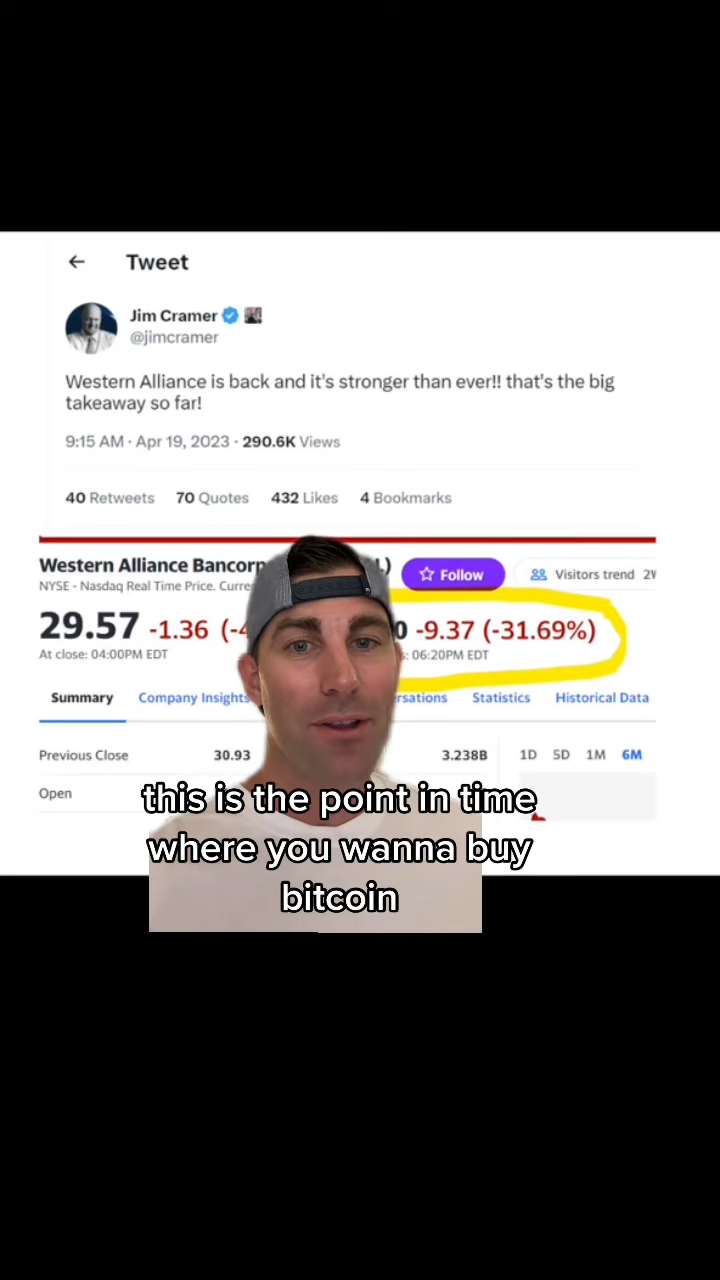 Tweet
Jim Cramer
@jimcramer
Western Alliance is back and it's stronger than ever!! that's the big
takeaway so far!
9:15 AM · Apr 19, 2023 · 290.6K Views
40 Retweets 70 Quotes 432 Likes 4 Bookmarks
Western Alliance Bancorp Follow Visitors trend
NYSE - Nasdaq Real Time Price.
29.57 -1.36 -9.37 (-31.69%)
At close: 04:00PM EDT 06:20PM EDT
Summary Company Insights Statistics Historical Data
Previous Close 30.93 3.238B 1D 5D 1M 6M
Open
this is the point in time
where you wanna buy
bitcoin